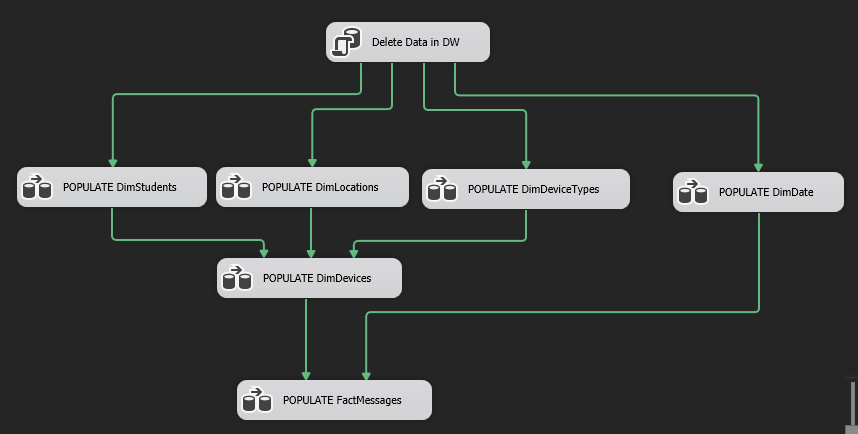 Delete Data in DW
POPULATE DimStudents
POPULATE DimLocations
POPULATE DimDeviceTypes
POPULATE DimDate
POPULATE DimDevices
POPULATE FactMessages